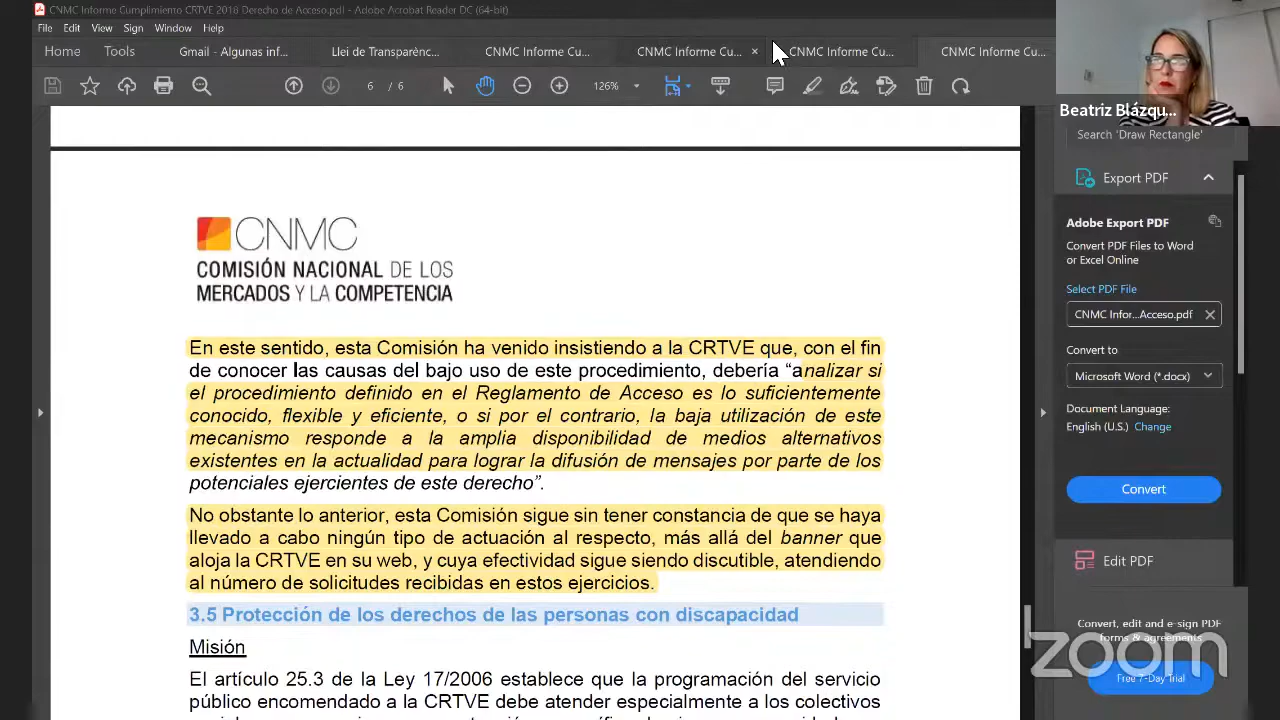 CNMC Informe Cumplimiento CRTVE 2016 Derecho de Acceso.pdf - Adobe Acrobat Reader DC (64-bit)
File Edit View Sign Window Help
Home Tools Gmail - Algunas inf... Llei de Transparènc... CNMC Informe Cu... CNMC Informe Cu... × CNMC Informe Cu... CNMC Informe Cu...
6 / 6 126%
Beatriz Blázqu...
Search 'Draw Rectangle'
Export PDF
Adobe Export PDF
Convert PDF Files to Word
or Excel Online
Select PDF File
CNMC Infor...Acceso.pdf
Convert to
Microsoft Word (*.docx)
Document Language:
English (U.S.) Change
Convert
Edit PDF
Convert, edit and e-sign PDF
forms & agreements
Free 7-Day Trial
zoom
CNMC
COMISIÓN NACIONAL DE LOS
MERCADOS Y LA COMPETENCIA
En este sentido, esta Comisión ha venido insistiendo a la CRTVE que, con el fin
de conocer las causas del bajo uso de este procedimiento, debería “analizar si
el procedimiento definido en el Reglamento de Acceso es lo suficientemente
conocido, flexible y eficiente, o si por el contrario, la baja utilización de este
mecanismo responde a la amplia disponibilidad de medios alternativos
existentes en la actualidad para lograr la difusión de mensajes por parte de los
potenciales ejercientes de este derecho”.
No obstante lo anterior, esta Comisión sigue sin tener constancia de que se haya
llevado a cabo ningún tipo de actuación al respecto, más allá del banner que
aloja la CRTVE en su web, y cuya efectividad sigue siendo discutible, atendiendo
al número de solicitudes recibidas en estos ejercicios.
3.5 Protección de los derechos de las personas con discapacidad
Misión
El artículo 25.3 de la Ley 17/2006 establece que la programación del servicio
público encomendado a la CRTVE debe atender especialmente a los colectivos